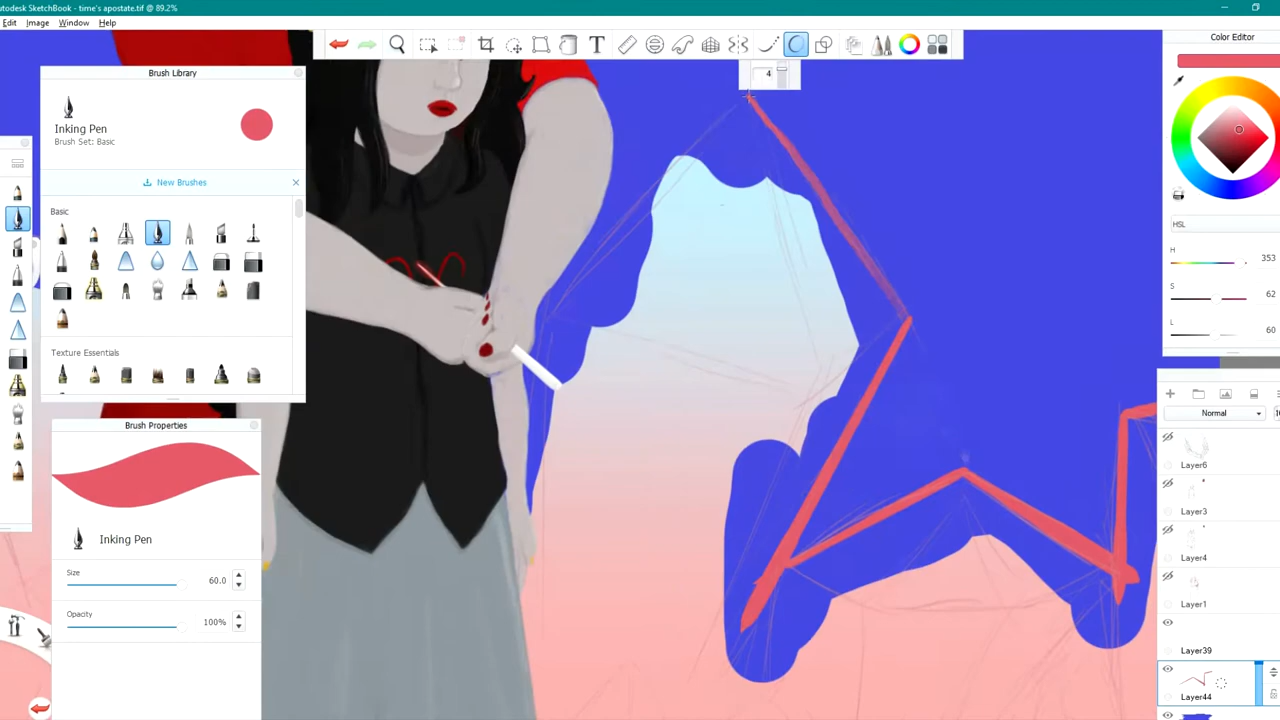 utodesk SketchBook - time's apostate.tif @ 89.2%
Edit Image Window Help
Brush Library
Inking Pen
Brush Set: Basic
New Brushes
Basic
Texture Essentials
Brush Properties
Inking Pen
Size
60.0
Opacity
100%
T
4
Color Editor
HSL
H 353
S 62
L 60
Normal
Layer6
Layer3
Layer4
Layer1
Layer39
Layer44